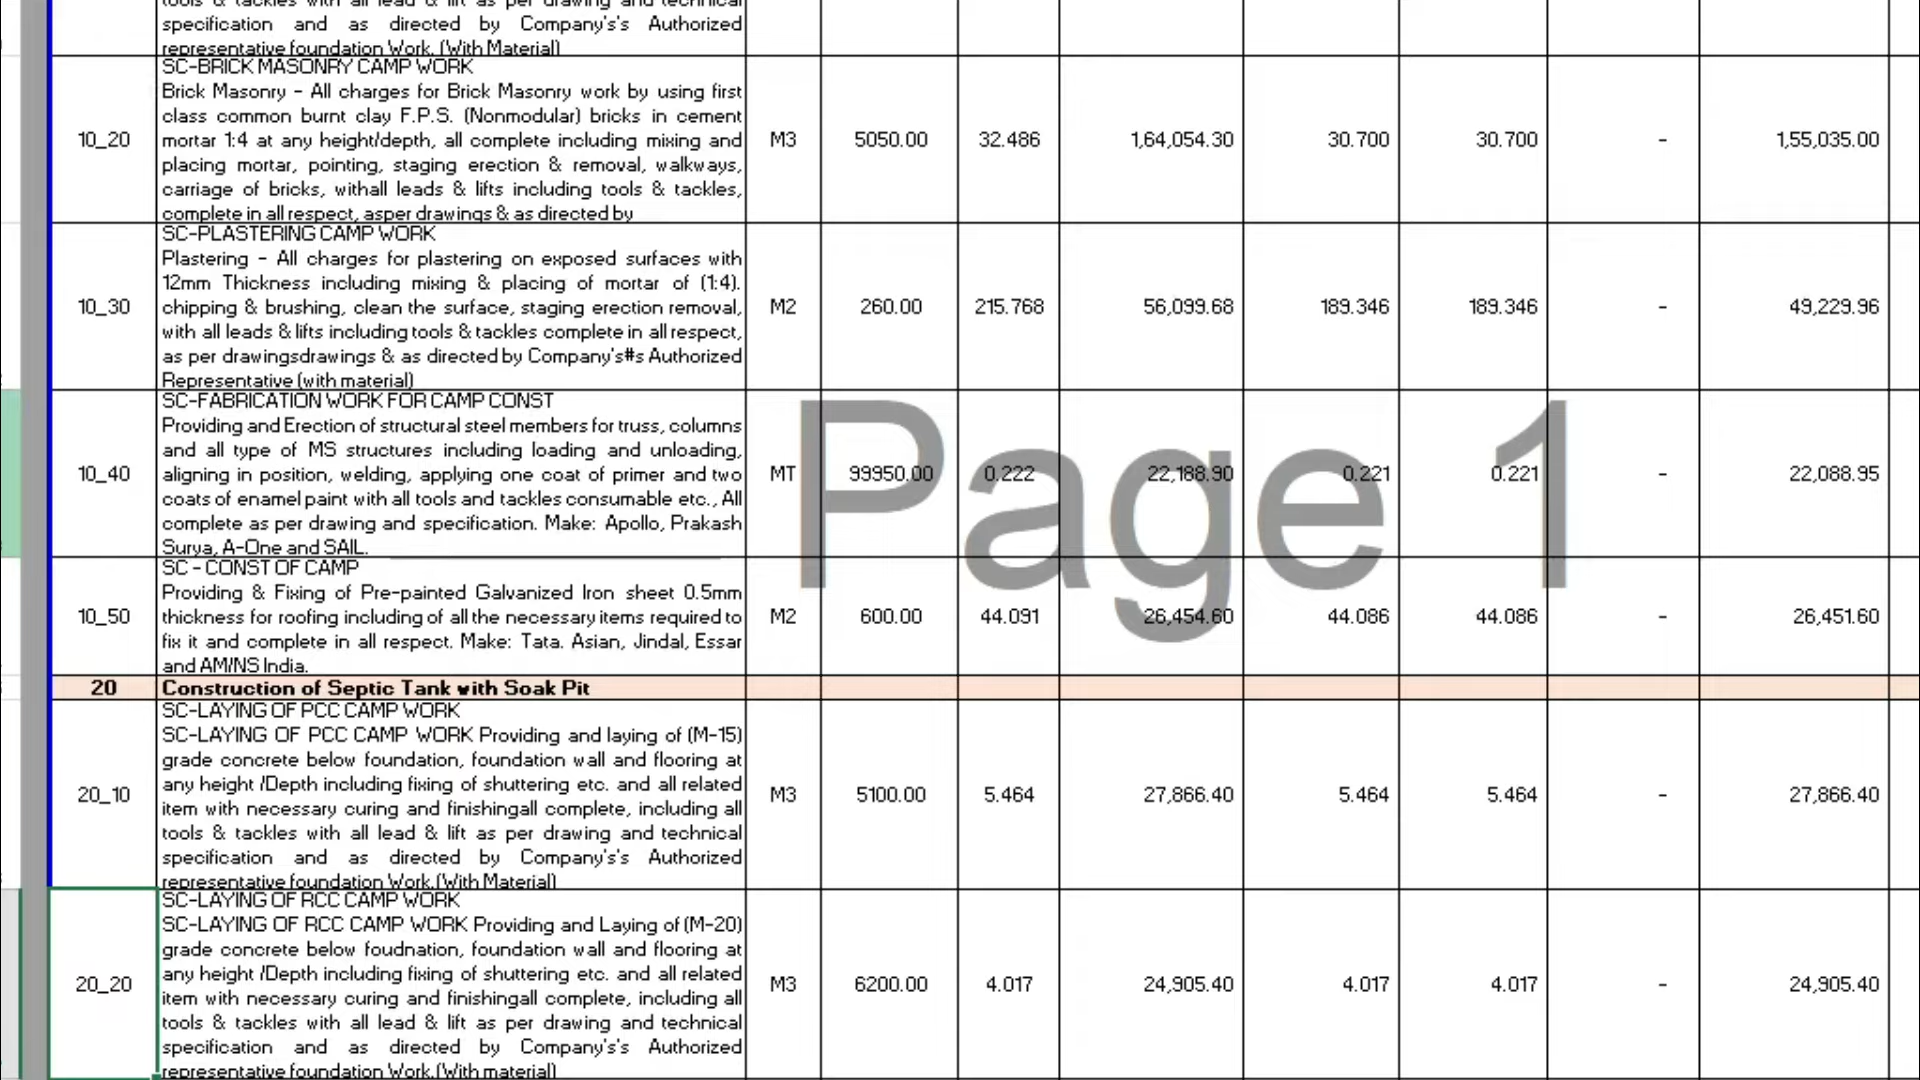 tools & tackles with all lead & lift as per drawing and technical
specification and as directed by Company's's Authorized
representative foundation Work. (With Material)
SC-BRICK MASONRY CAMP WORK
Brick Masonry - All charges for Brick Masonry work by using first
class common burnt clay F.P.S. (Nonmodular) bricks in cement
mortar 1:4 at any height/depth, all complete including mixing and
10_20 M3 5050.00 32.486 1,64,054.30 30.700 30.700 - 1,55,035.00
placing mortar, pointing, staging erection & removal, walkways,
carriage of bricks, withall leads & lifts including tools & tackles,
complete in all respect, asper drawings & as directed by
SC-PLASTERING CAMP WORK
Plastering - All charges for plastering on exposed surfaces with
12mm Thickness including mixing & placing of mortar of (1:4).
chipping & brushing, clean the surface, staging erection removal,
10_30 M2 260.00 215.768 56,099.68 189.346 189.346 - 49,229.96
with all leads & lifts including tools & tackles complete in all respect,
as per drawingsdrawings & as directed by Company's#s Authorized
Representative (with material)
SC-FABRICATION WORK FOR CAMP CONST
Providing and Erection of structural steel members for truss, columns
and all type of MS structures including loading and unloading,
aligning in position, welding, applying one coat of primer and two
10_40 MT 99950.00 0.222 22,188.90 0.221 0.221 - 22,088.95
coats of enamel paint with all tools and tackles consumable etc., All
complete as per drawing and specification. Make: Apollo, Prakash
Surya, A-One and SAIL.
Page 1
SC - CONST OF CAMP
Providing & Fixing of Pre-painted Galvanized Iron sheet 0.5mm
thickness for roofing including of all the necessary items required to
10_50 M2 600.00 44.091 26,454.60 44.086 44.086 - 26,451.60
fix it and complete in all respect. Make: Tata. Asian, Jindal, Essar
and AM/NS India.
20 Construction of Septic Tank with Soak Pit
SC-LAYING OF PCC CAMP WORK
SC-LAYING OF PCC CAMP WORK Providing and laying of (M-15)
grade concrete below foundation, foundation wall and flooring at
any height /Depth including fixing of shuttering etc. and all related
20_10 M3 5100.00 5.464 27,866.40 5.464 5.464 - 27,866.40
item with necessary curing and finishingall complete, including all
tools & tackles with all lead & lift as per drawing and technical
specification and as directed by Company's's Authorized
representative foundation Work.(With Material)
SC-LAYING OF RCC CAMP WORK
SC-LAYING OF RCC CAMP WORK Providing and Laying of (M-20)
grade concrete below foudnation, foundation wall and flooring at
any height /Depth including fixing of shuttering etc. and all related
20_20 M3 6200.00 4.017 24,905.40 4.017 4.017 - 24,905.40
item with necessary curing and finishingall complete, including all
tools & tackles with all lead & lift as per drawing and technical
specification and as directed by Company's's Authorized
representative foundation Work.(With material)